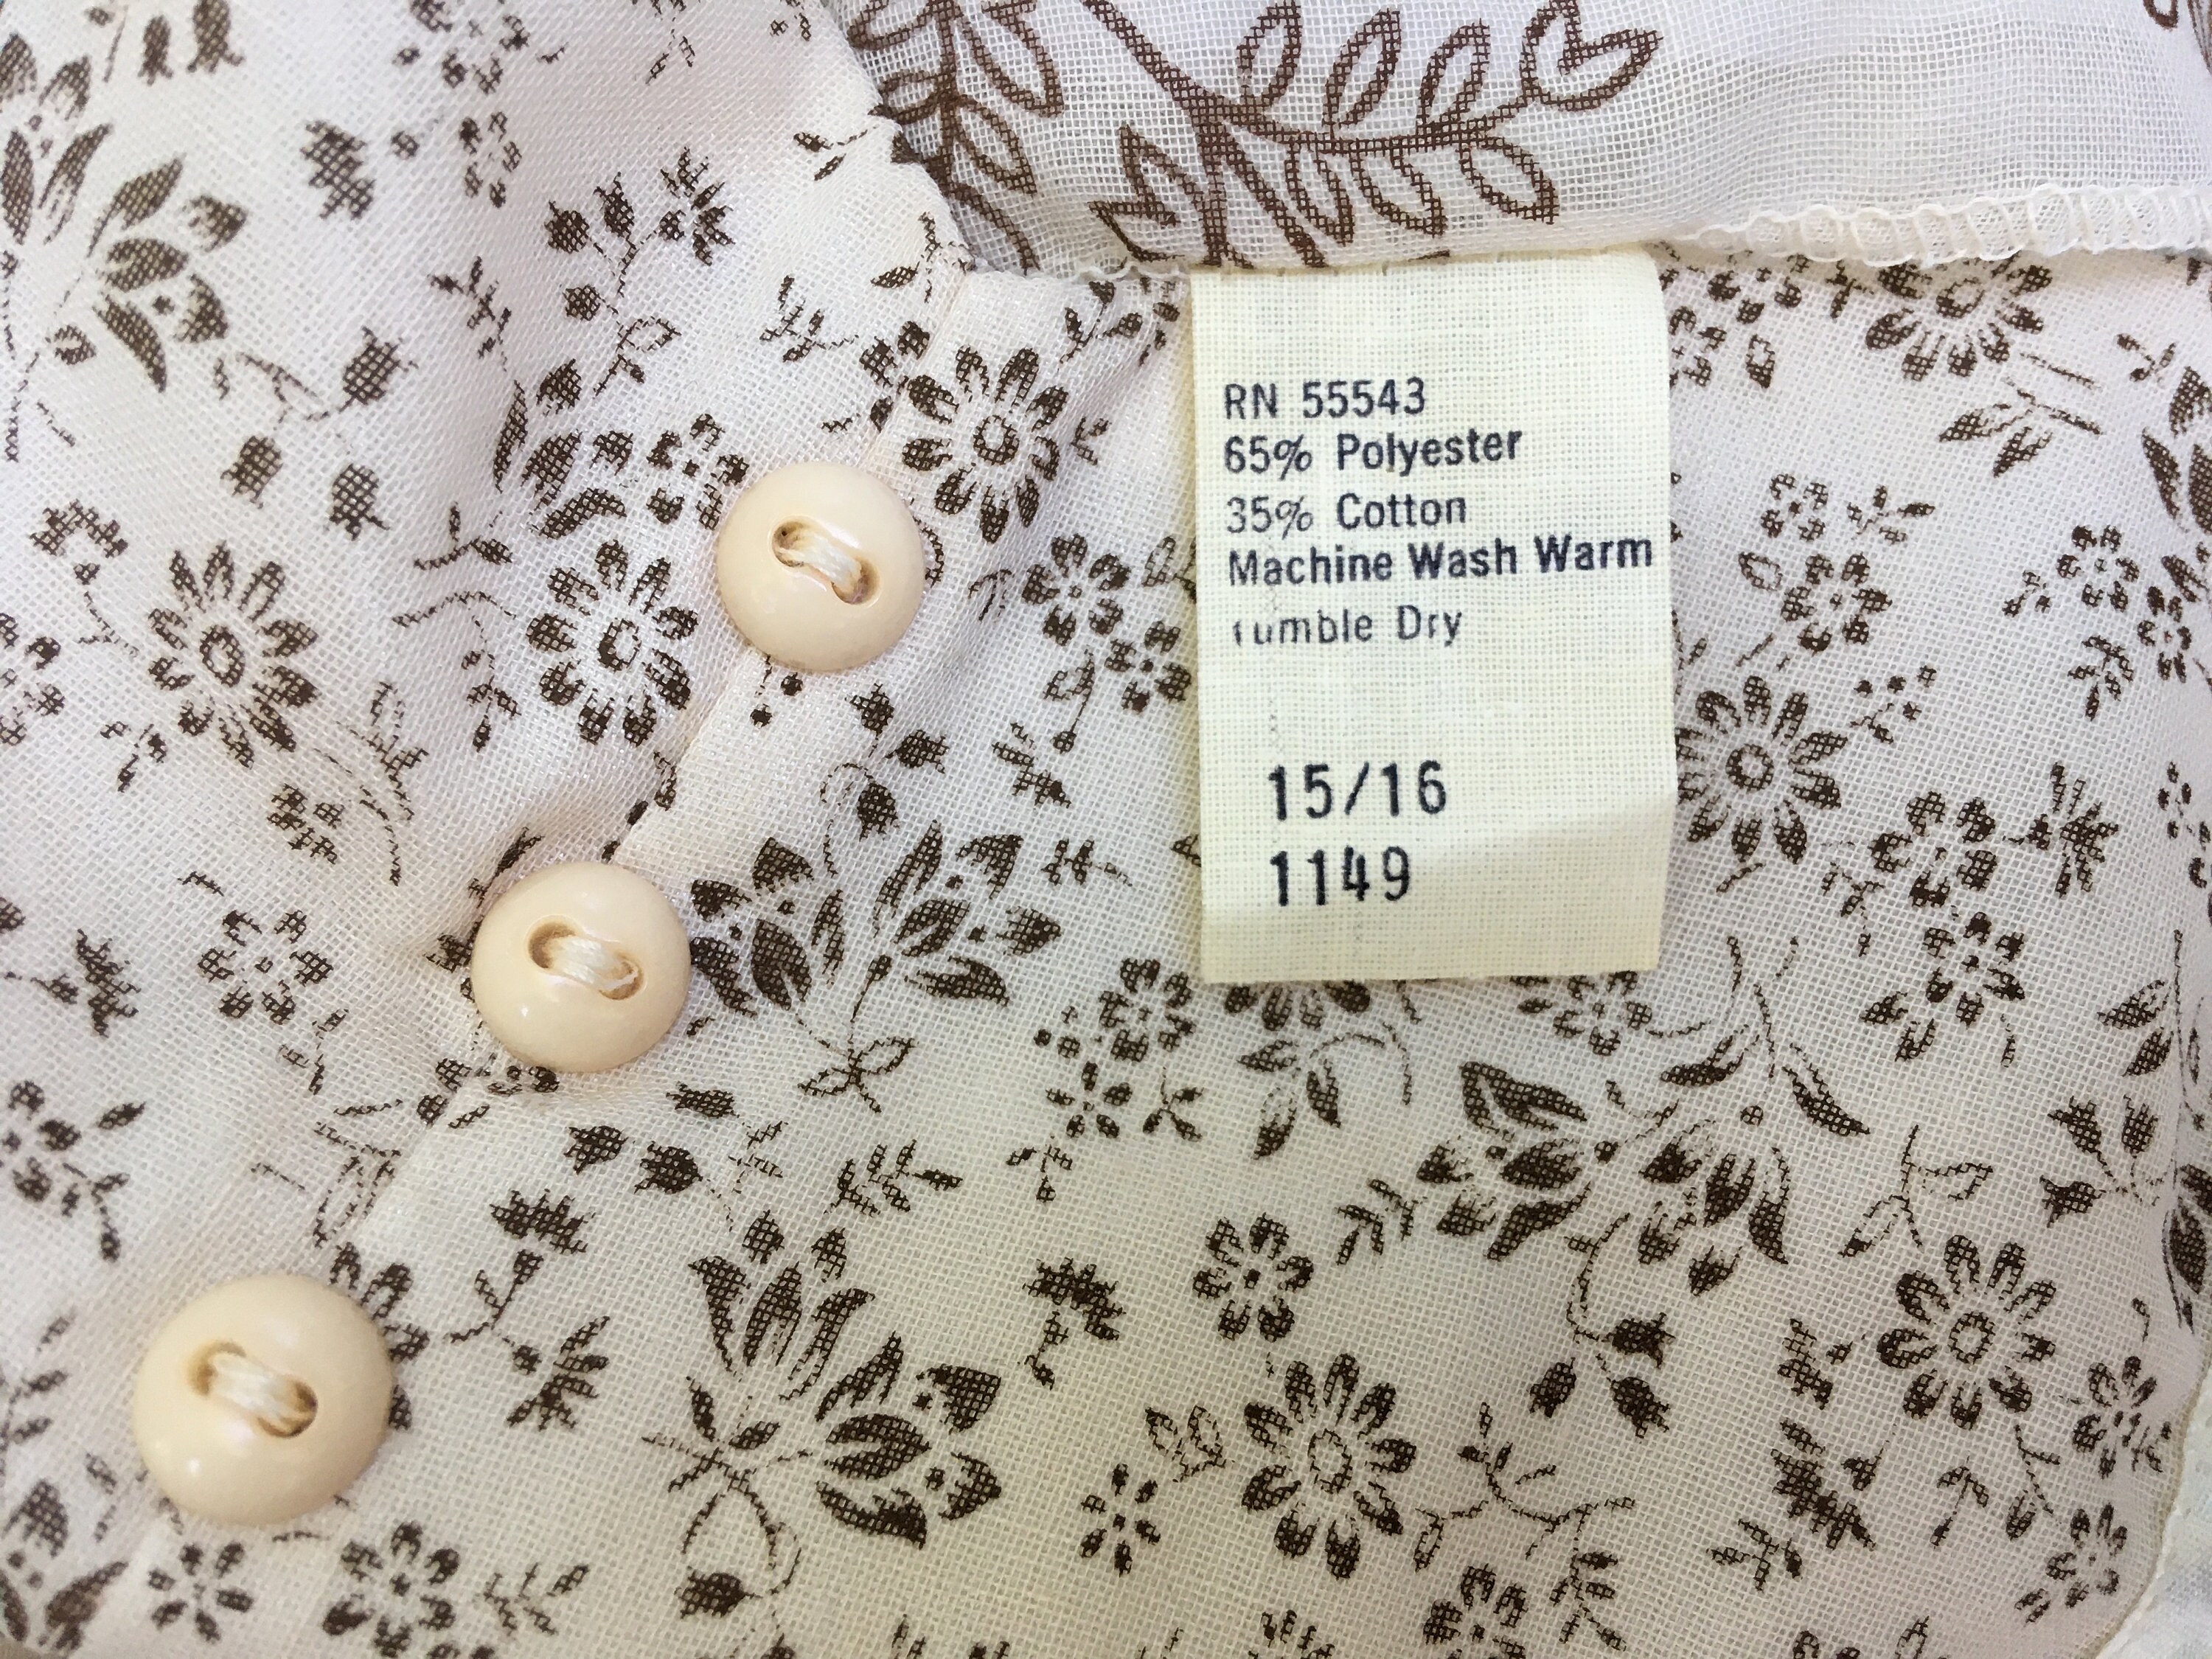 RN 55543
65% Polyester
35% Cotton
Machine Wash Warm
Tumble Dry
15/16
1149